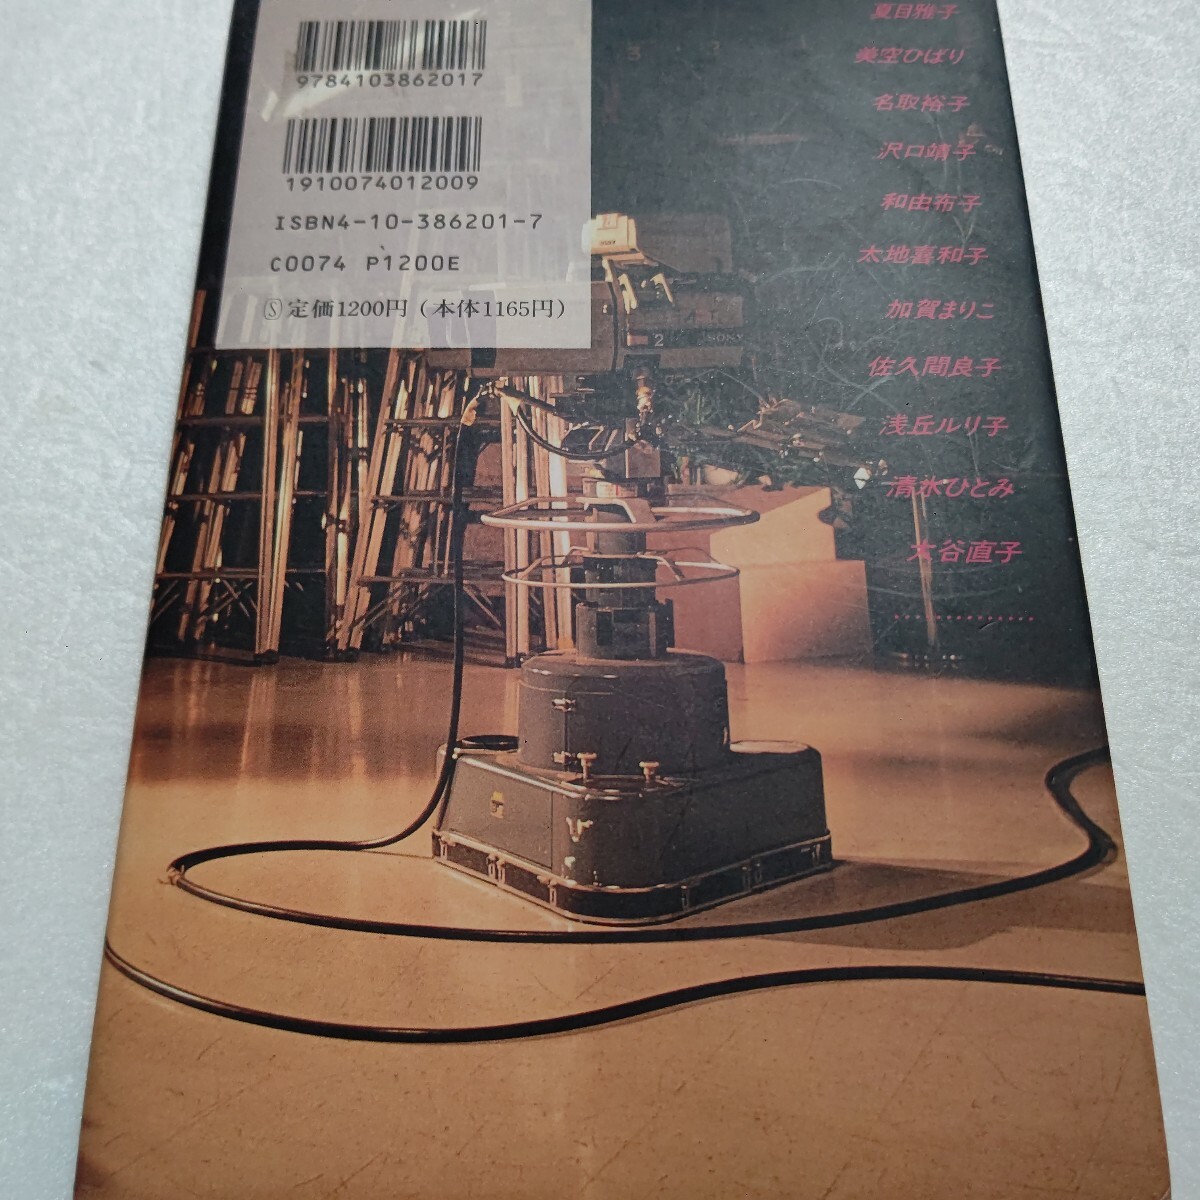 9784103862017
1910074012009
ISBN4-10-386201-7
C0074 P1200E
Ⓢ定価1200円(本体1165円)
夏目雅子
美空ひばり
名取裕子
沢口靖子
和由布子
太地喜和子
加賀まりこ
佐久間良子
浅丘ルリ子
清水ひとみ
大谷直子
3
2
SONY